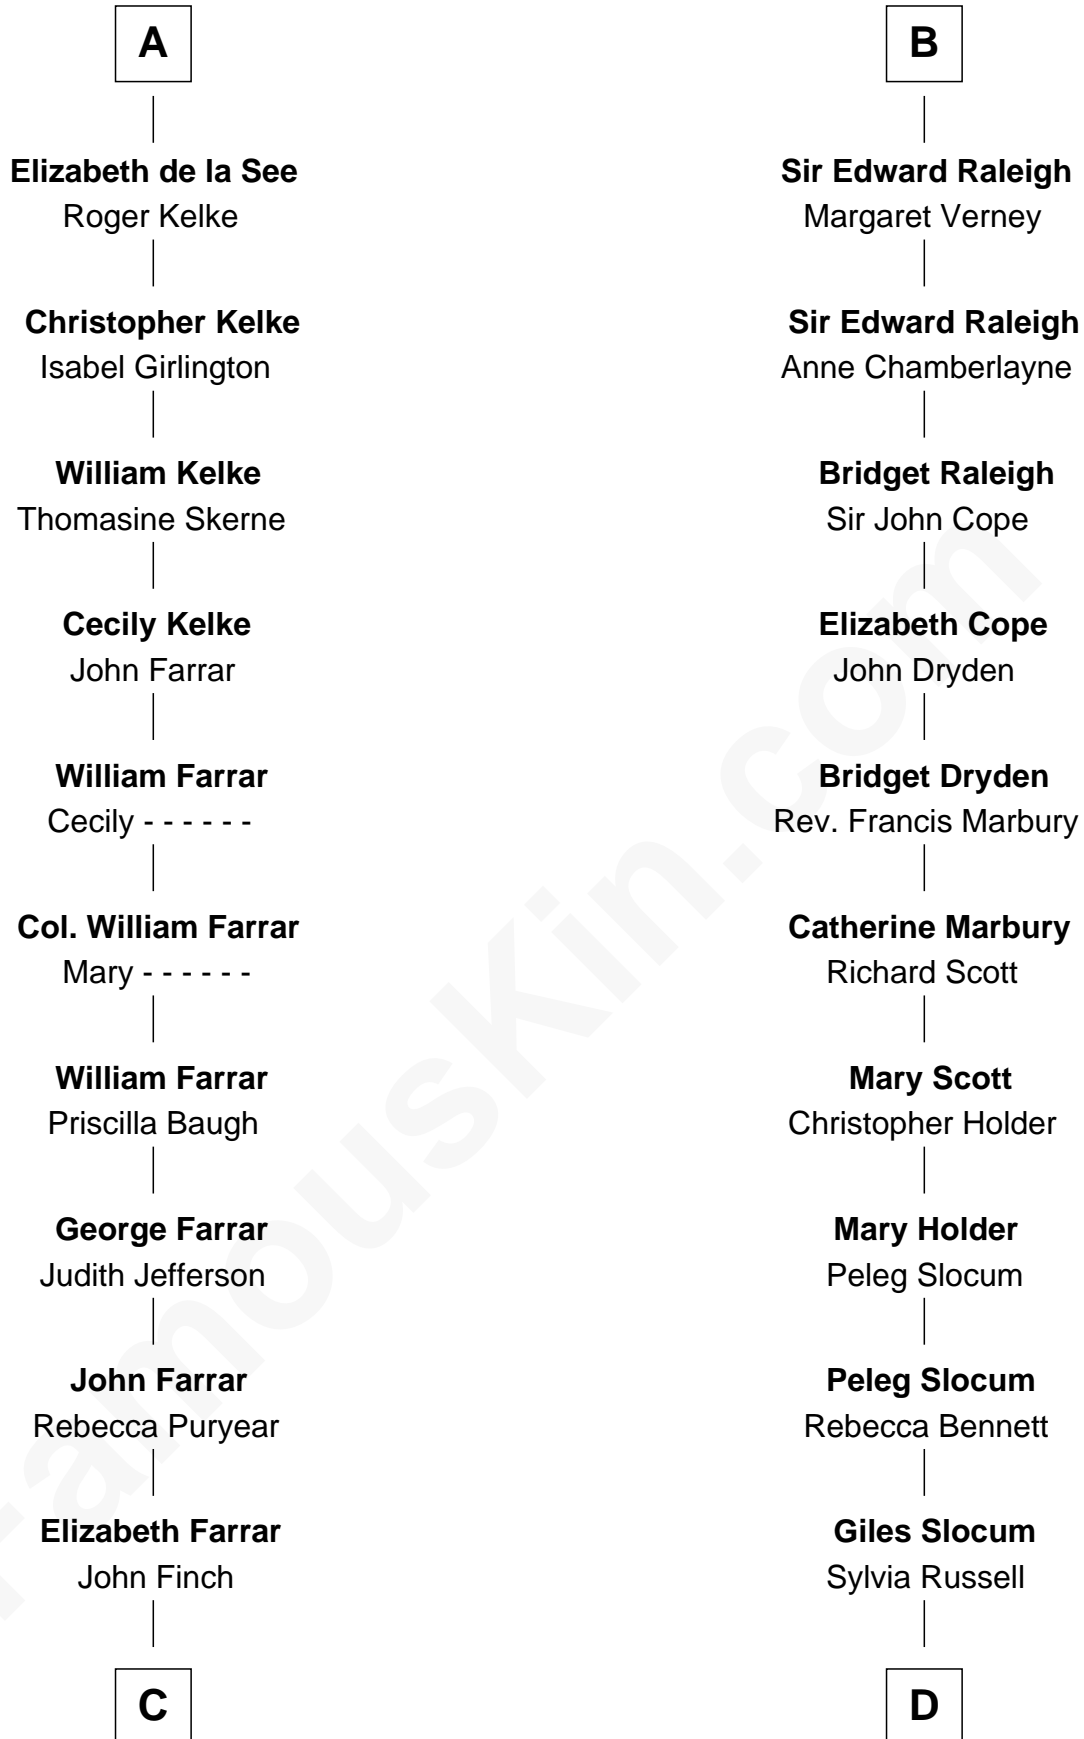 A
Elizabeth de la See
Roger Kelke
Christopher Kelke
Isabel Girlington
William Kelke
Thomasine Skerne
Cecily Kelke
John Farrar
William Farrar
Cecily - - - - - -
Col. William Farrar
Mary - - - - - -
William Farrar
Priscilla Baugh
George Farrar
Judith Jefferson
John Farrar
Rebecca Puryear
Elizabeth Farrar
John Finch
C
B
Sir Edward Raleigh
Margaret Verney
Sir Edward Raleigh
Anne Chamberlayne
Bridget Raleigh
Sir John Cope
Elizabeth Cope
John Dryden
Bridget Dryden
Rev. Francis Marbury
Catherine Marbury
Richard Scott
Mary Scott
Christopher Holder
Mary Holder
Peleg Slocum
Peleg Slocum
Rebecca Bennett
Giles Slocum
Sylvia Russell
D
FamousKin.com